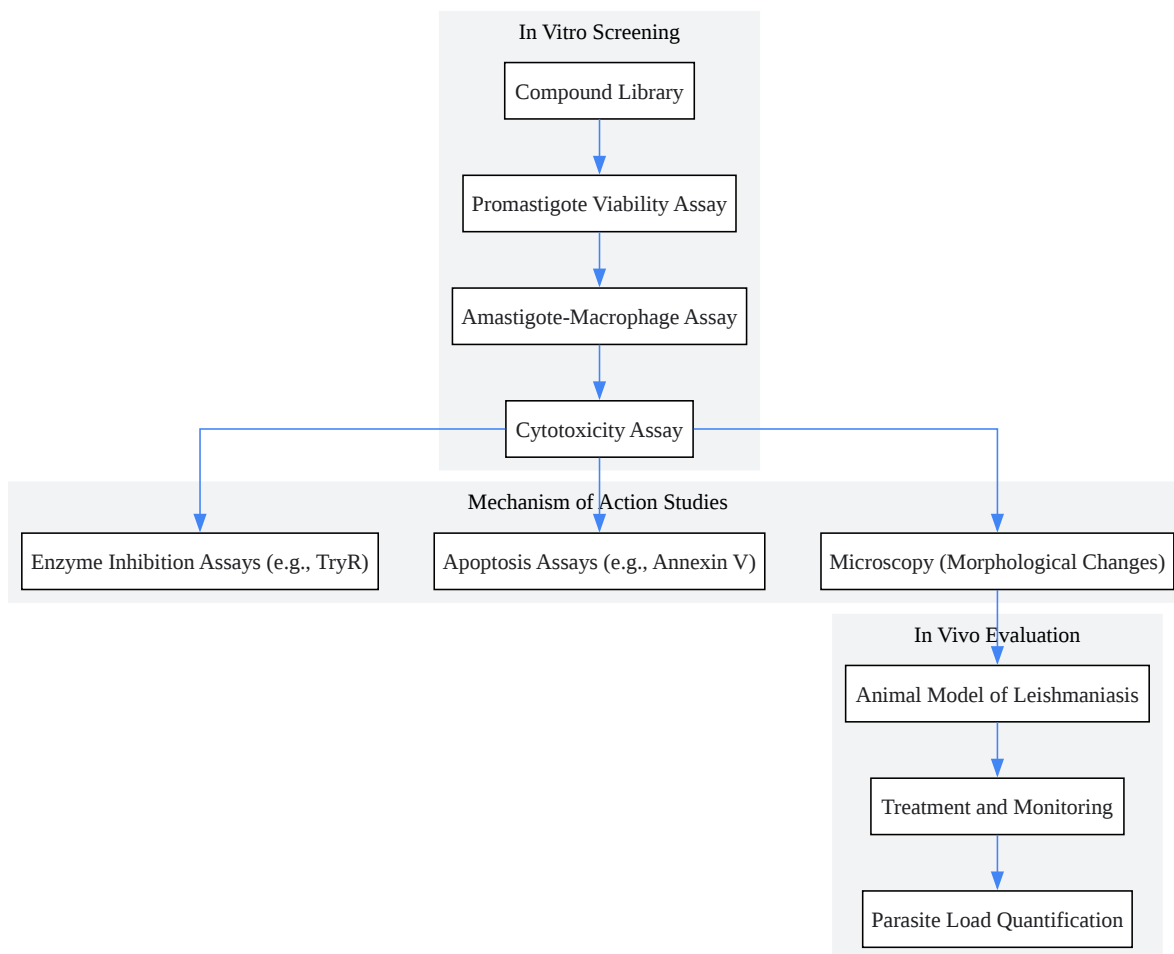 In Vitro Screening
Compound Library
Promastigote Viability Assay
Amastigote-Macrophage Assay
Cytotoxicity Assay
Mechanism of Action Studies
Enzyme Inhibition Assays (e.g., TryR)
Apoptosis Assays (e.g., Annexin V)
Microscopy (Morphological Changes)
In Vivo Evaluation
Animal Model of Leishmaniasis
Treatment and Monitoring
Parasite Load Quantification